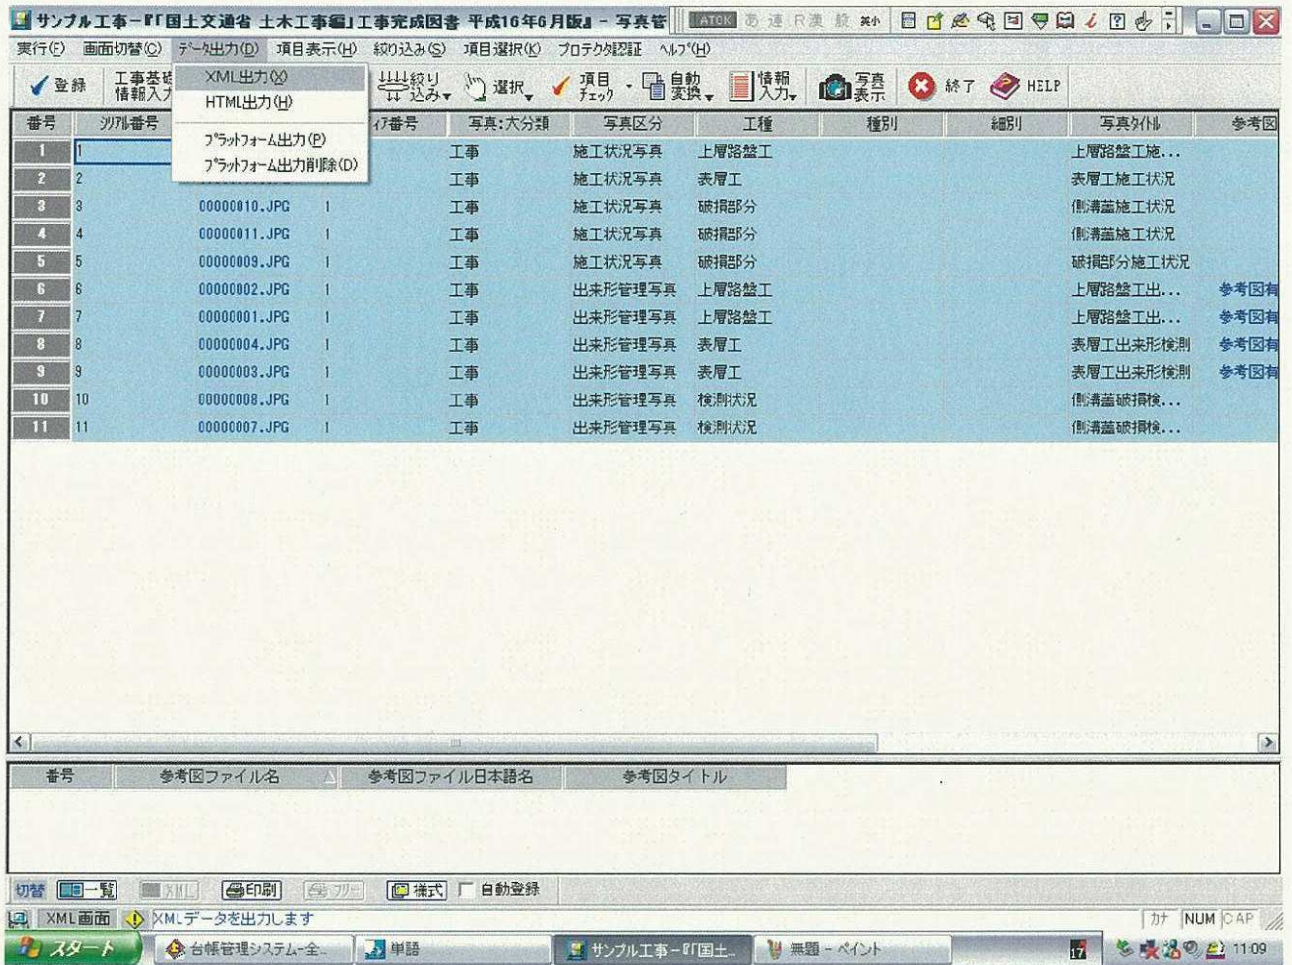 サンプル工事-『「国土交通省 土木工事編」工事完成図書 平成16年6月版』 - 写真管
ATOK あ 連 R漢 般 英小
実行(F) 画面切替(C) データ出力(D) 項目表示(H) 絞り込み(S) 項目選択(K) プロテクタ認証 ヘルプ(H)
登録 工事基礎情報入力 絞り込み 選択 項目チェック 自動変換 情報入力 写真表示 終了 HELP
XML出力(X)
HTML出力(H)
プラットフォーム出力(P)
プラットフォーム出力削除(D)
番号 シリアル番号 ィア番号 写真:大分類 写真区分 工種 種別 細別 写真タイトル 参考図
1 1 工事 施工状況写真 上層路盤工 上層路盤工施...
2 2 工事 施工状況写真 表層工 表層工施工状況
3 3 00000010.JPG 1 工事 施工状況写真 破損部分 側溝蓋施工状況
4 4 00000011.JPG 1 工事 施工状況写真 破損部分 側溝蓋施工状況
5 5 00000009.JPG 1 工事 施工状況写真 破損部分 破損部分施工状況
6 6 00000002.JPG 1 工事 出来形管理写真 上層路盤工 上層路盤工出... 参考図有
7 7 00000001.JPG 1 工事 出来形管理写真 上層路盤工 上層路盤工出... 参考図有
8 8 00000004.JPG 1 工事 出来形管理写真 表層工 表層工出来形検測 参考図有
9 9 00000003.JPG 1 工事 出来形管理写真 表層工 表層工出来形検測 参考図有
10 10 00000008.JPG 1 工事 出来形管理写真 検測状況 側溝蓋破損検...
11 11 00000007.JPG 1 工事 出来形管理写真 検測状況 側溝蓋破損検...
番号 参考図ファイル名 参考図ファイル日本語名 参考図タイトル
切替 一覧 XML 印刷 フリー 様式 自動登録
XML画面 XMLデータを出力します カナ NUM CAP
スタート 台帳管理システム-全... 単語 サンプル工事-『「国土... 無題 - ペイント 17 11:09